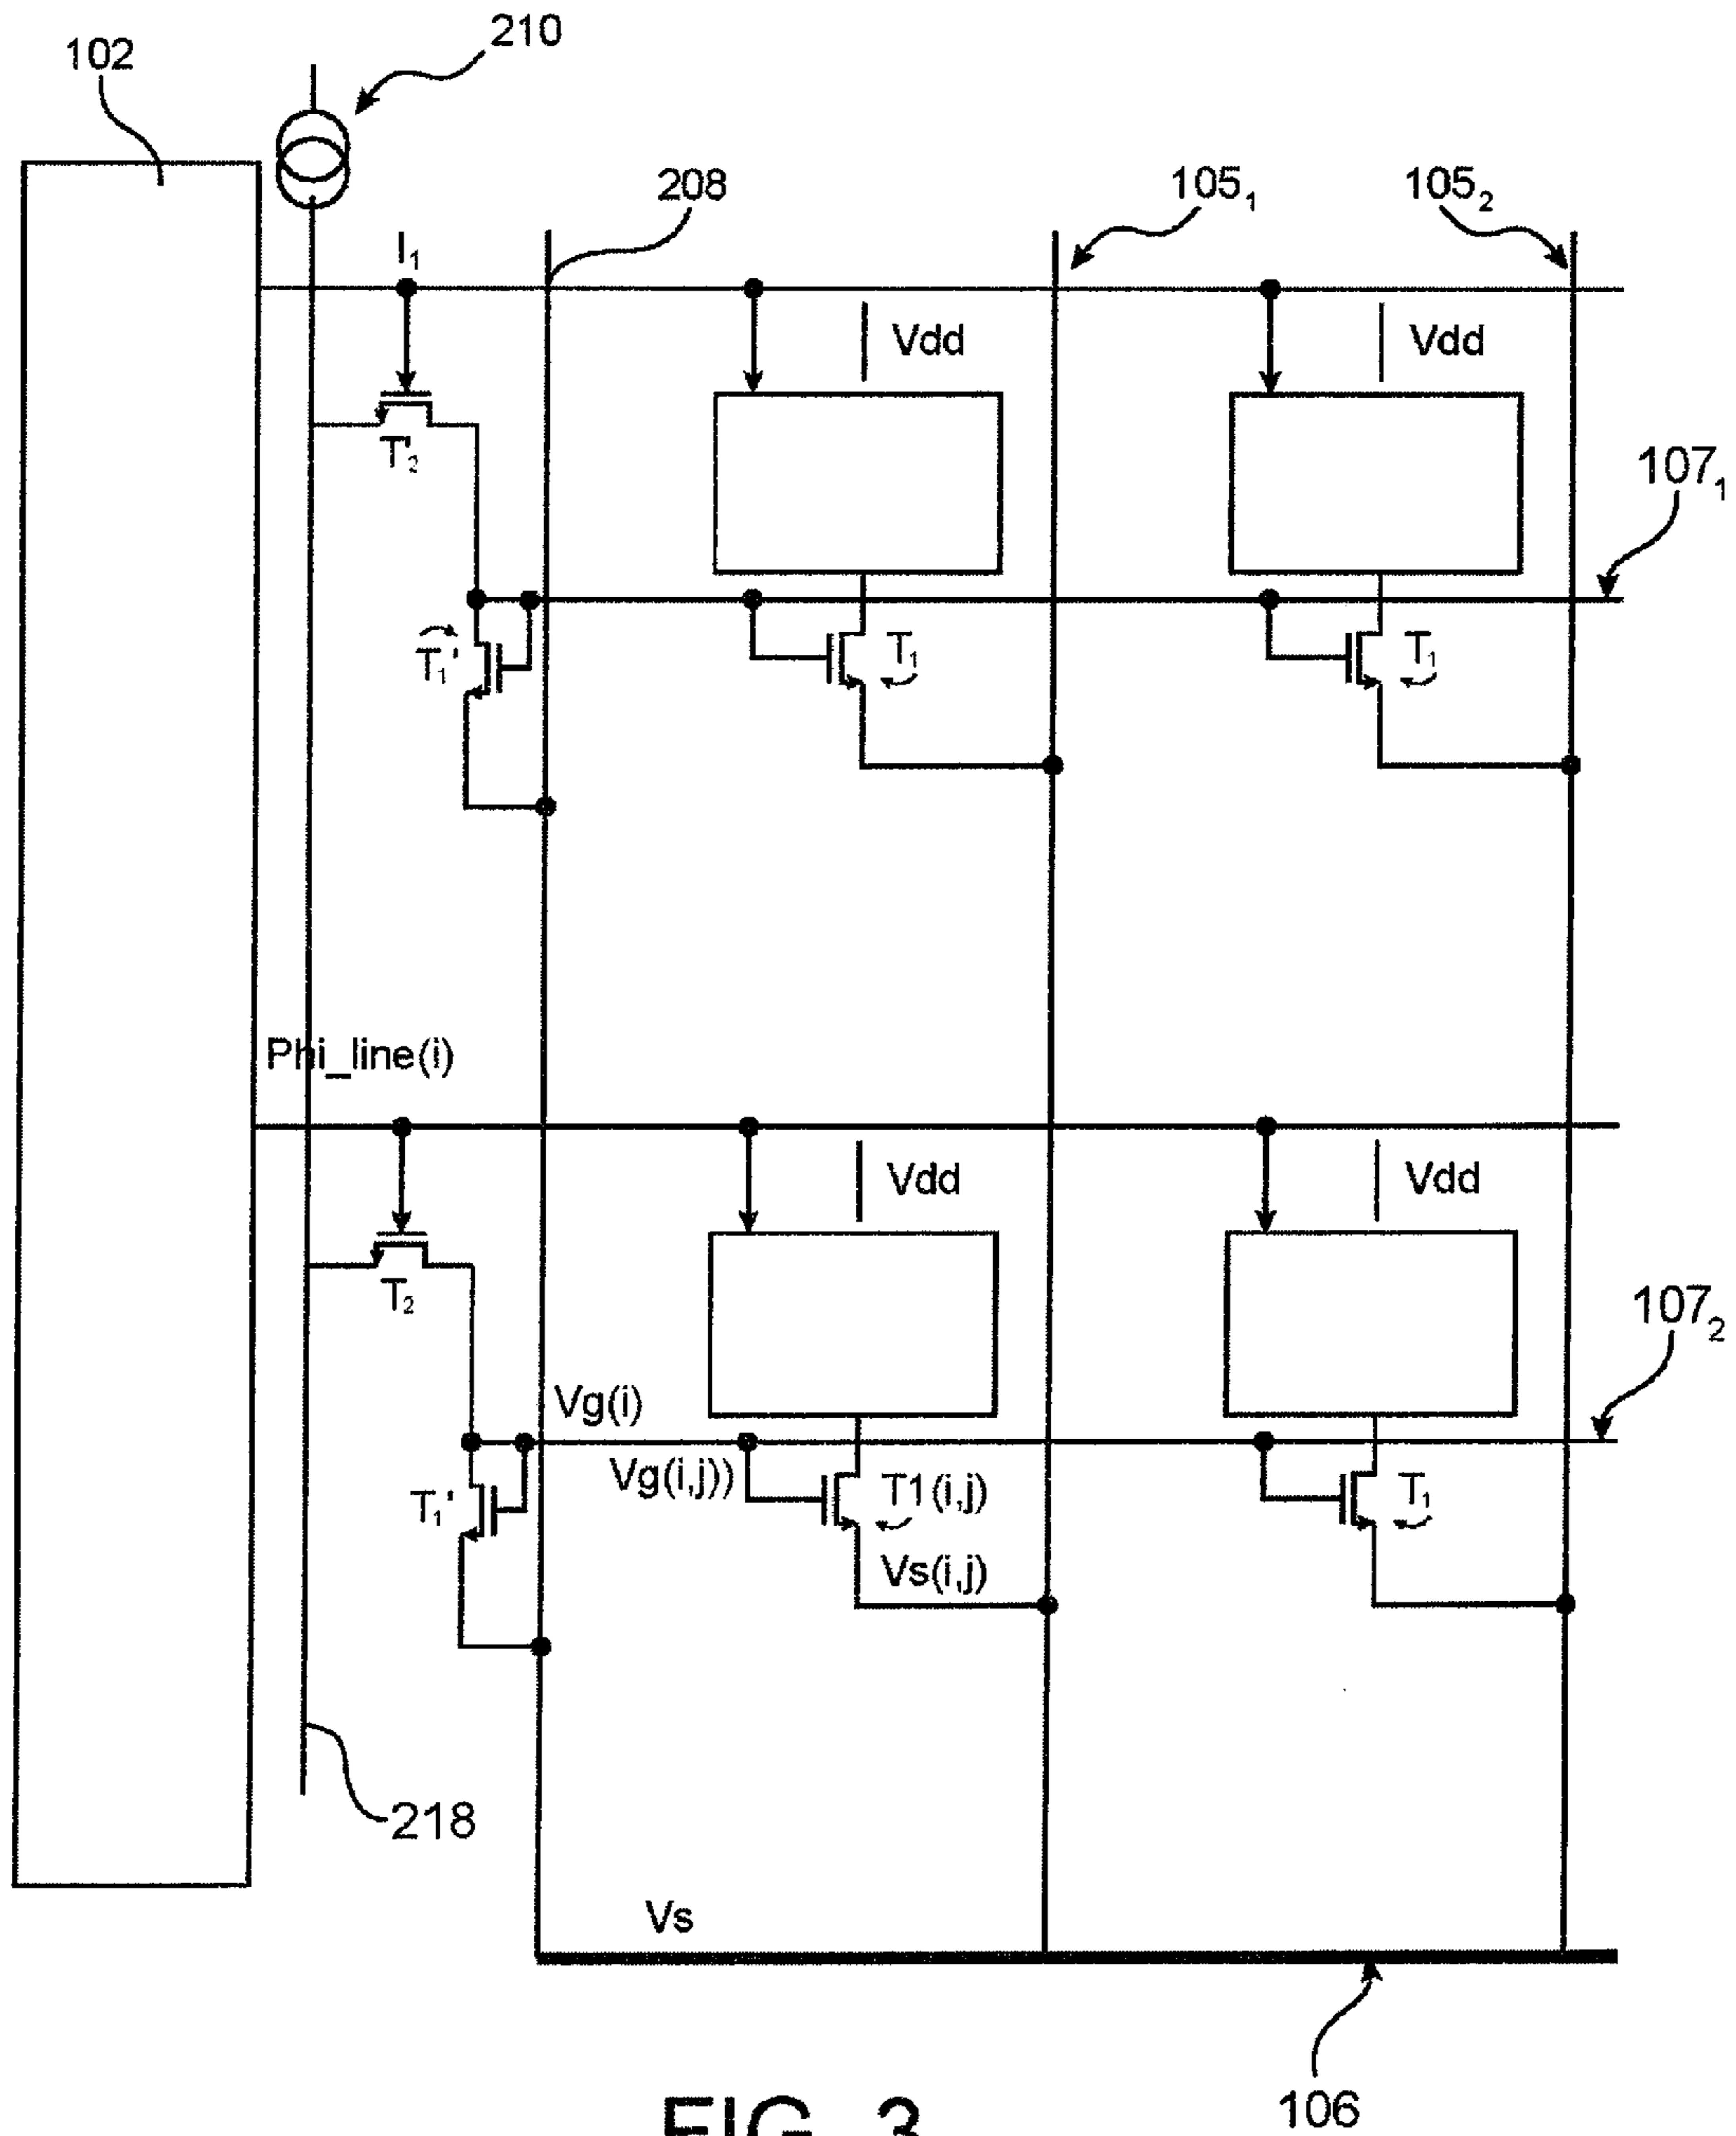 210
102
208
105₁
105₂
I₁
Vdd
Vdd
T'₂
107₁
T₁'
T₁
T₁
Phi_line(i)
Vdd
Vdd
T₂
107₂
Vg(i)
Vg(i,j))
T₁'
T1(i,j)
T₁
Vs(i,j)
218
Vs
106
FIG. 3